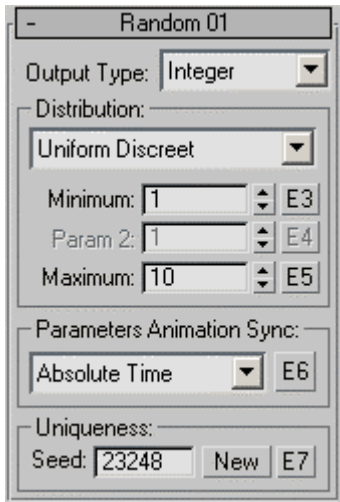 - Random 01
Output Type: Integer
Distribution:
Uniform Discreet
Minimum: 1 E3
Param 2: 1 E4
Maximum: 10 E5
Parameters Animation Sync:
Absolute Time E6
Uniqueness:
Seed: 23248 New E7